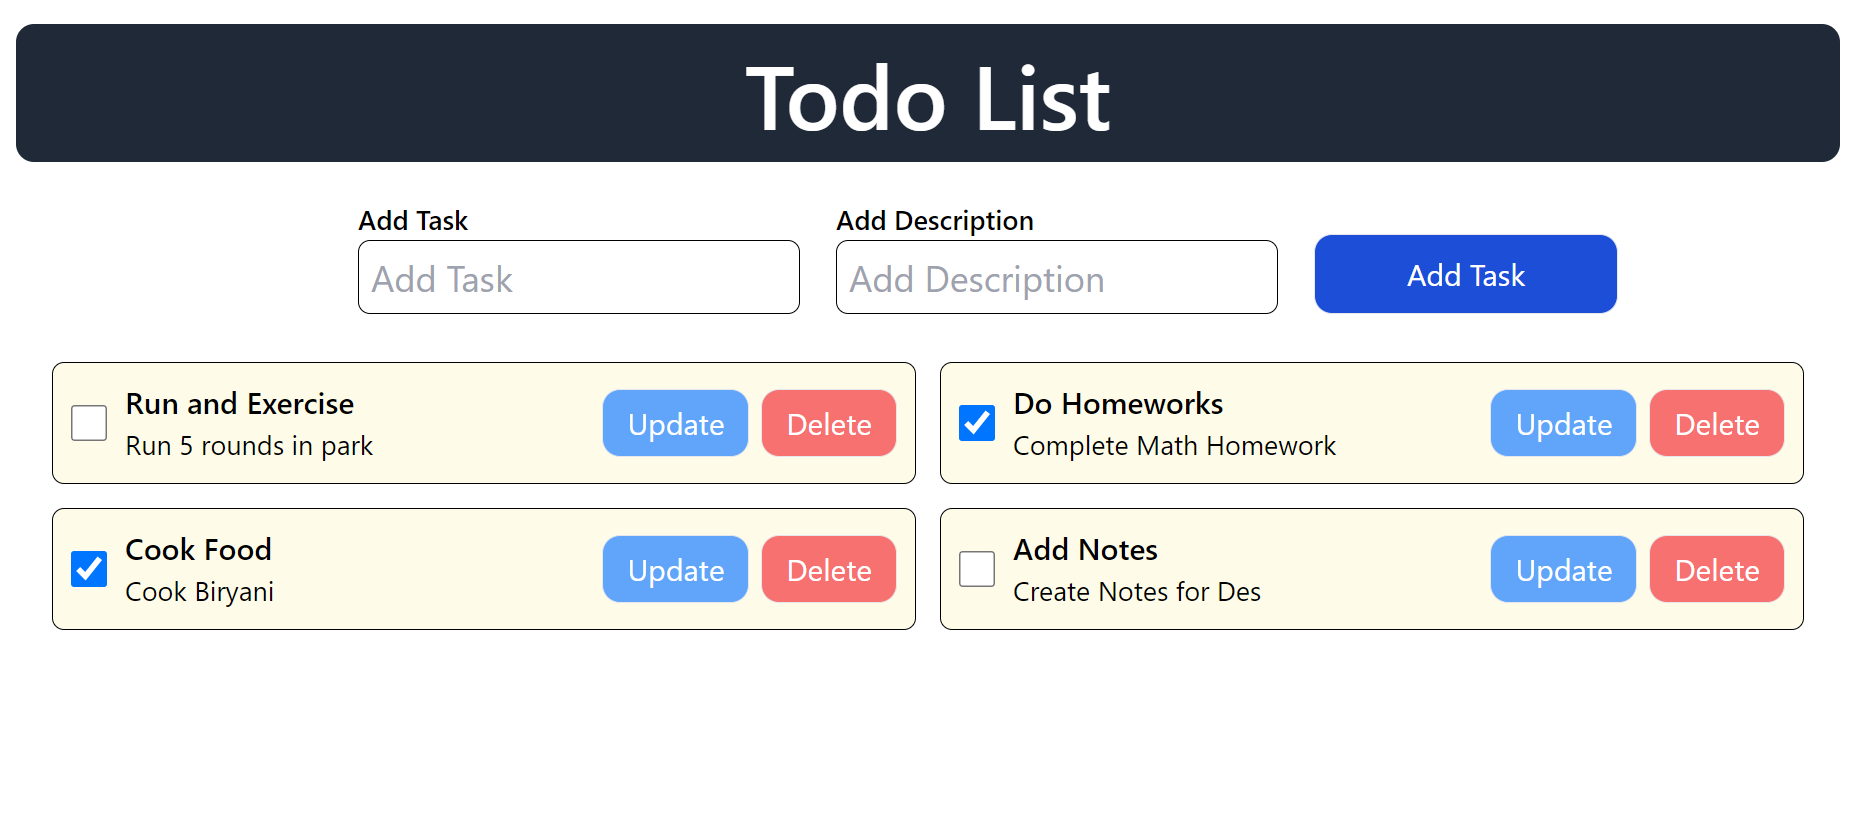 Todo List
Add Task
Add Description
Add Task
Add Description
Add Task
Run and Exercise
Run 5 rounds in park
Update
Delete
Do Homeworks
Complete Math Homework
Update
Delete
Cook Food
Cook Biryani
Update
Delete
Add Notes
Create Notes for Des
Update
Delete